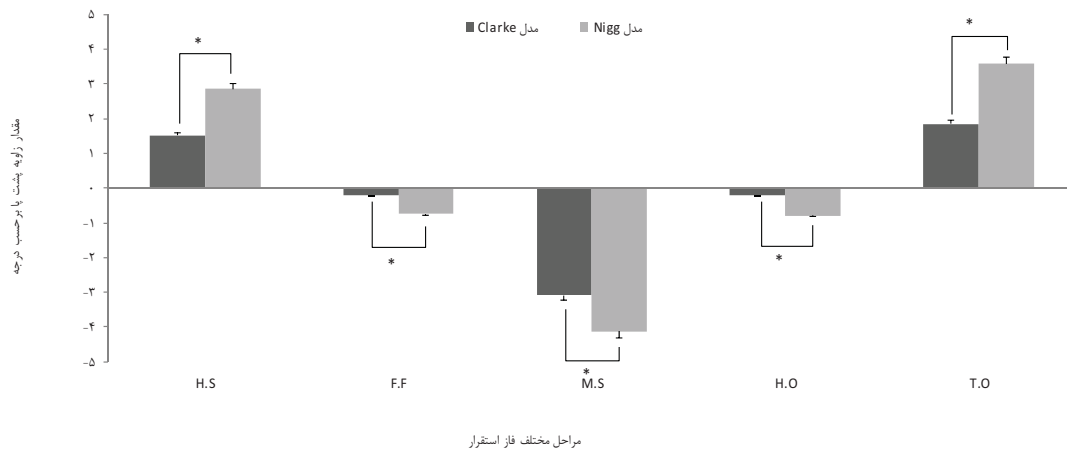 مدل Clarke
مدل Nigg
۵
۴
۳
۲
۱
۰
-۱
-۲
-۳
-۴
-۵
مقدار زاویه پشت پا برحسب درجه
*
*
*
*
*
H.S
F.F
M.S
H.O
T.O
مراحل مختلف فاز استقرار